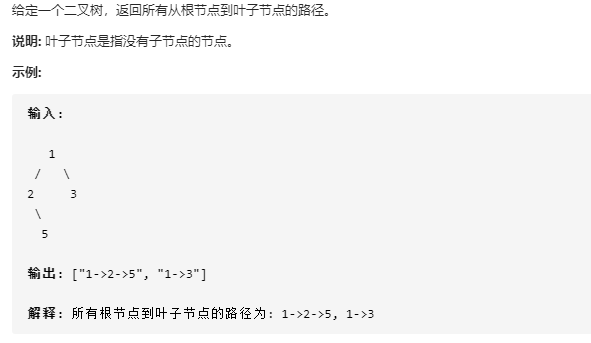 给定一个二叉树，返回所有从根节点到叶子节点的路径。
说明: 叶子节点是指没有子节点的节点。
示例:
输入:
1
/ \
2 3
\
5
输出: ["1->2->5", "1->3"]
解释: 所有根节点到叶子节点的路径为: 1->2->5, 1->3